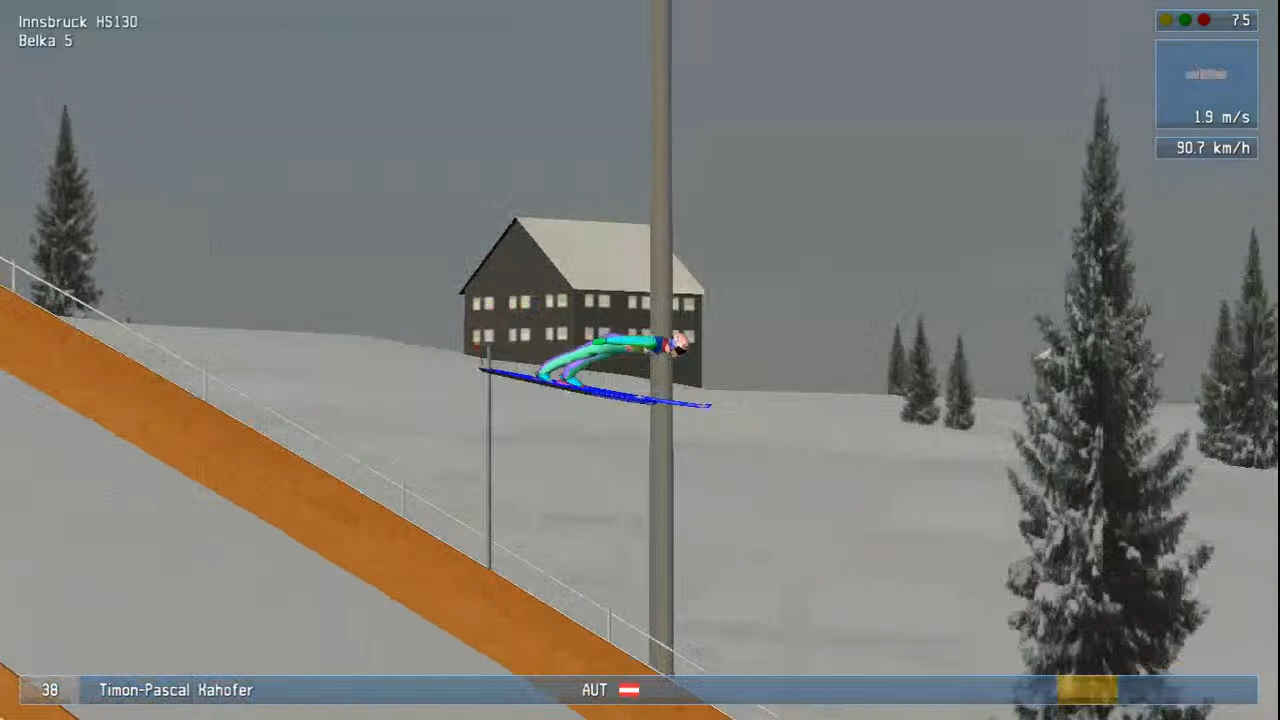 Innsbruck HS130
Belka 5
7.5
1.9 m/s
90.7 km/h
38 Timon-Pascal Kahofer AUT